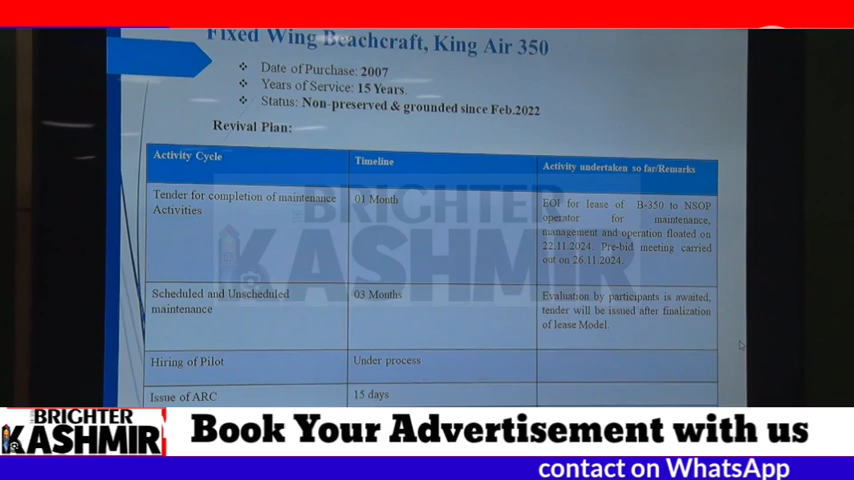 Fixed Wing Beachcraft, King Air 350
❖ Date of Purchase: 2007
❖ Years of Service: 15 Years.
❖ Status: Non-preserved & grounded since Feb.2022
Revival Plan:
Activity Cycle
Timeline
Activity undertaken so far/Remarks
Tender for completion of maintenance
Activities
01 Month
EOI for lease of B-350 to NSOP
operator for maintenance,
management and operation floated on
22.11.2024. Pre-bid meeting carried
out on 26.11.2024.
Scheduled and Unscheduled
maintenance
03 Months
Evaluation by participants is awaited,
tender will be issued after finalization
of lease Model.
Hiring of Pilot
Under process
Issue of ARC
15 days
BRIGHTER
KASHMIR
BRIGHTER
KASHMIR
Book Your Advertisement with us
contact on WhatsApp